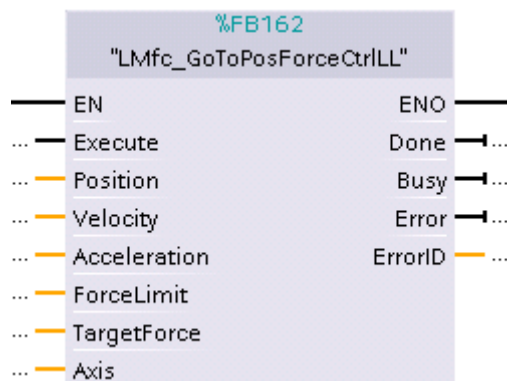 %FB162
"LMfc_GoToPosForceCtrlLL"
EN ENO
... Execute Done ...
... Position Busy ...
... Velocity Error ...
... Acceleration ErrorID ...
... ForceLimit
... TargetForce
... Axis